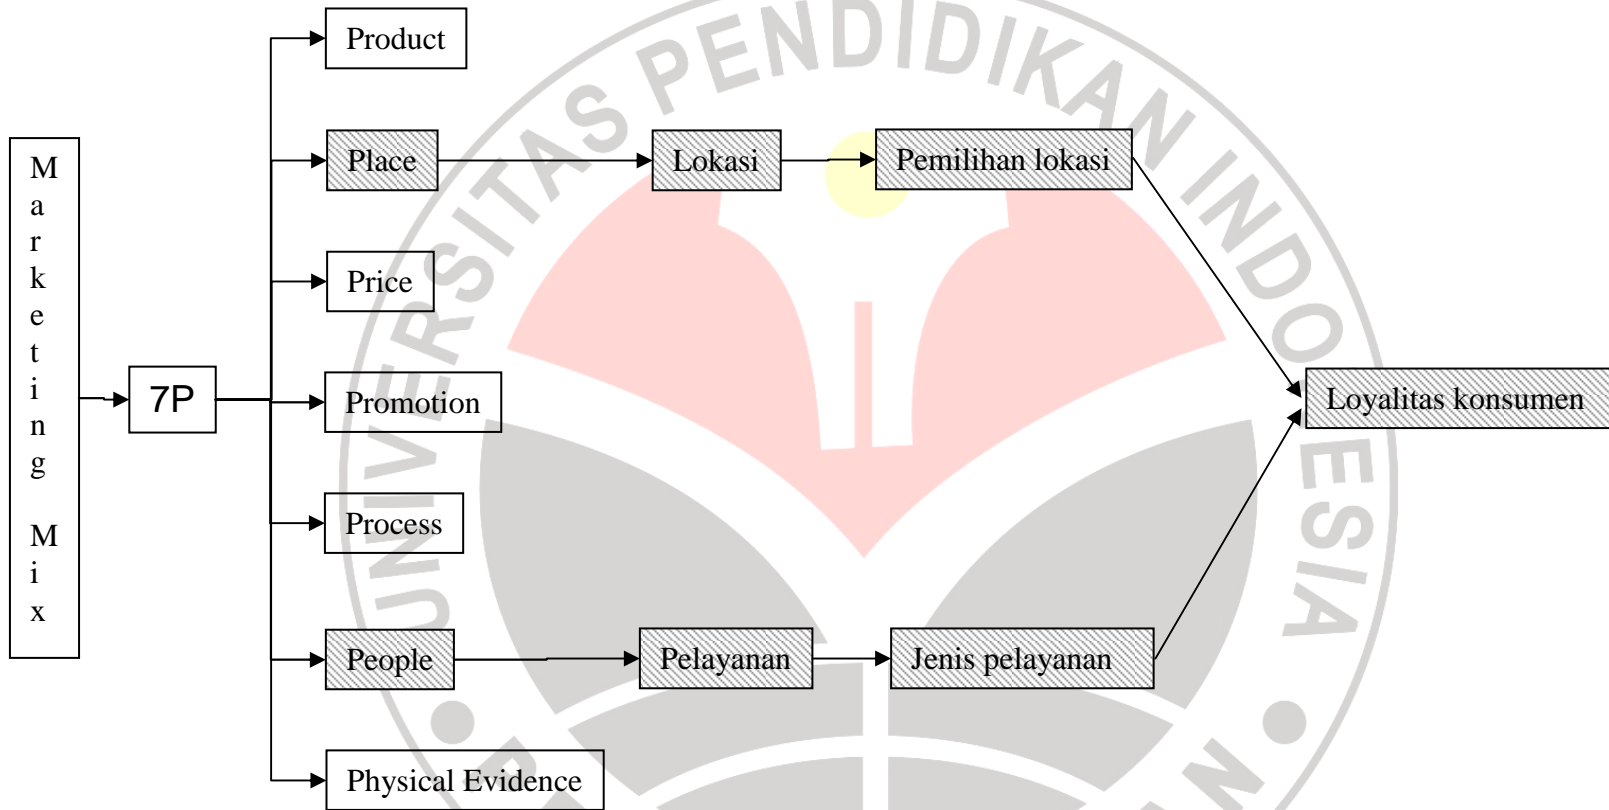 Marketing Mix
7P
Product
Place
Lokasi
Pemilihan lokasi
Price
Promotion
Loyalitas konsumen
Process
People
Pelayanan
Jenis pelayanan
Physical Evidence
UNIVERSITAS PENDIDIKAN INDONESIA